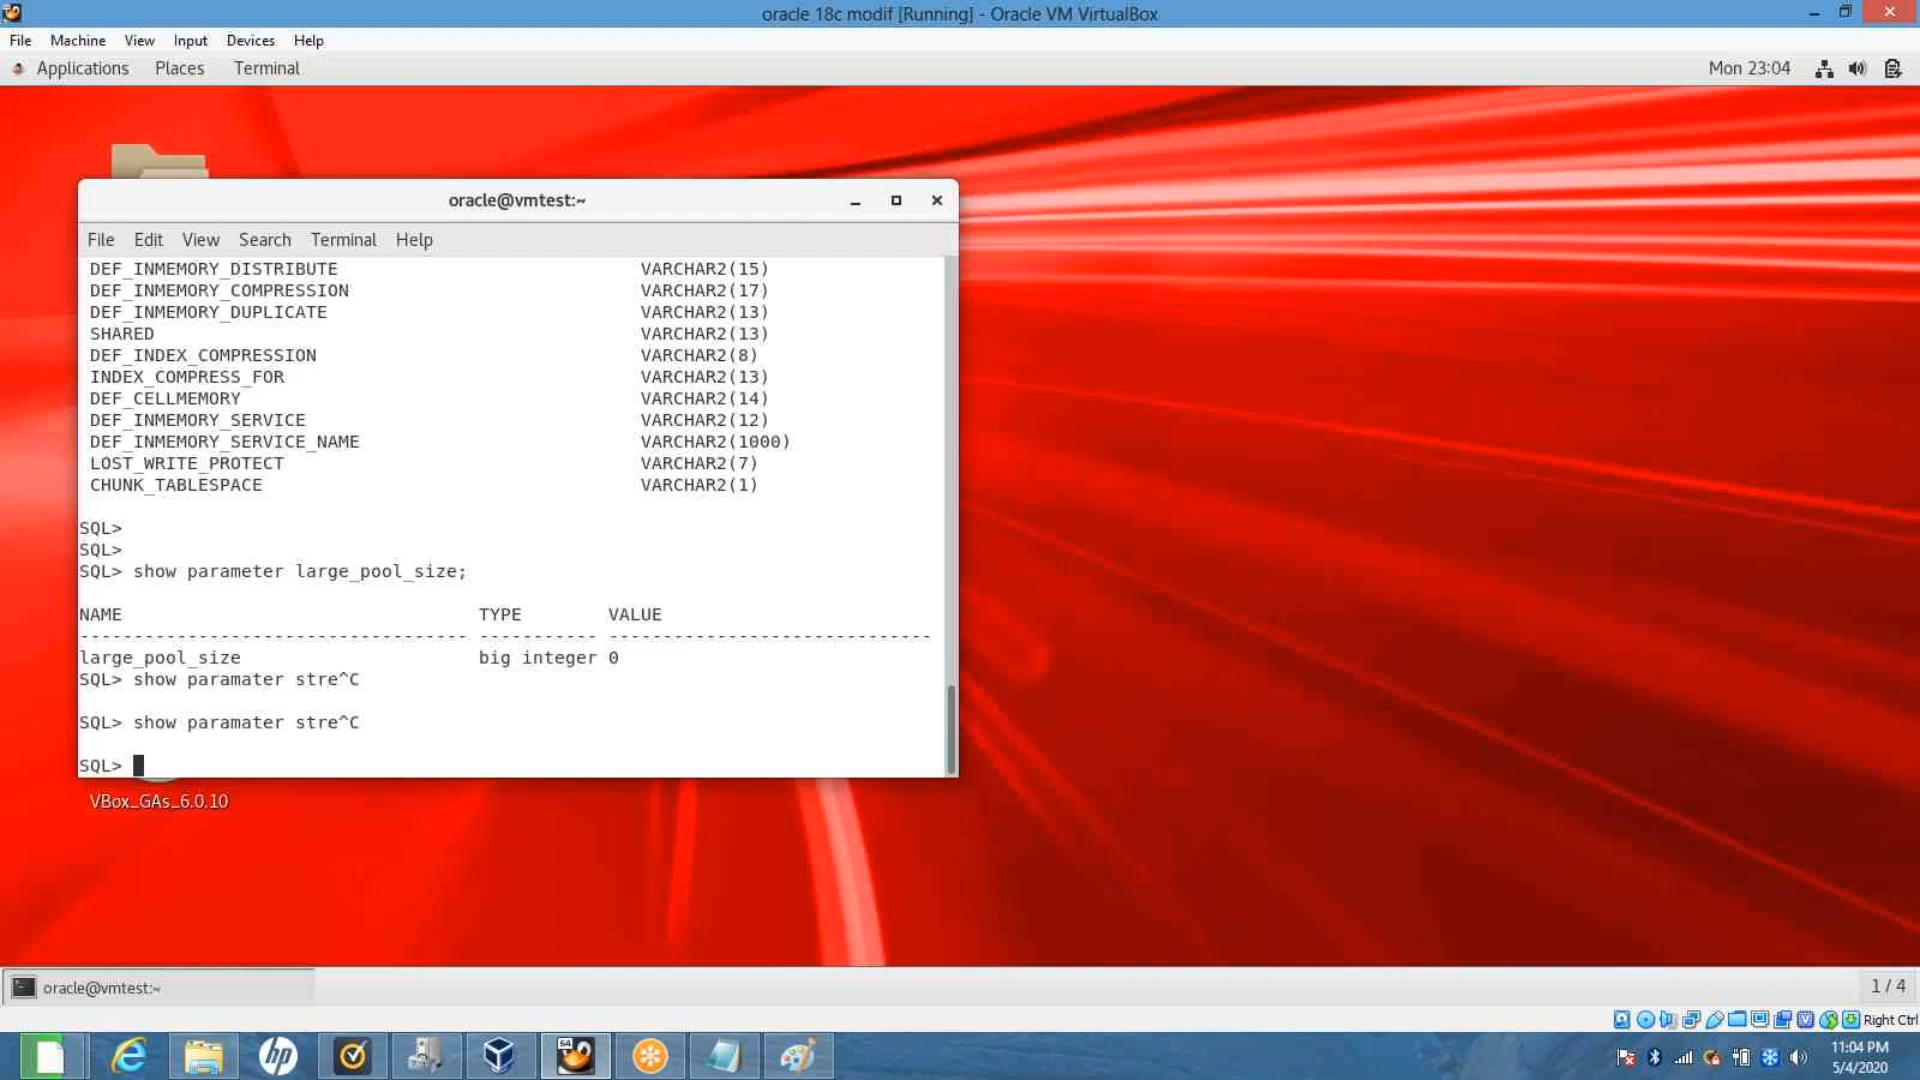 oracle 18c modif [Running] - Oracle VM VirtualBox
File Machine View Input Devices Help
Applications Places Terminal Mon 23:04
oracle@vmtest:~
File Edit View Search Terminal Help
DEF_INMEMORY_DISTRIBUTE VARCHAR2(15)
DEF_INMEMORY_COMPRESSION VARCHAR2(17)
DEF_INMEMORY_DUPLICATE VARCHAR2(13)
SHARED VARCHAR2(13)
DEF_INDEX_COMPRESSION VARCHAR2(8)
INDEX_COMPRESS_FOR VARCHAR2(13)
DEF_CELLMEMORY VARCHAR2(14)
DEF_INMEMORY_SERVICE VARCHAR2(12)
DEF_INMEMORY_SERVICE_NAME VARCHAR2(1000)
LOST_WRITE_PROTECT VARCHAR2(7)
CHUNK_TABLESPACE VARCHAR2(1)
SQL>
SQL>
SQL> show parameter large_pool_size;
NAME TYPE VALUE
------------------------------------ ----------- ------------------------------
large_pool_size big integer 0
SQL> show paramater stre^C
SQL> show paramater stre^C
SQL>
VBox_GAs_6.0.10
oracle@vmtest:~ 1 / 4
Right Ctrl
hp
64
11:04 PM
5/4/2020